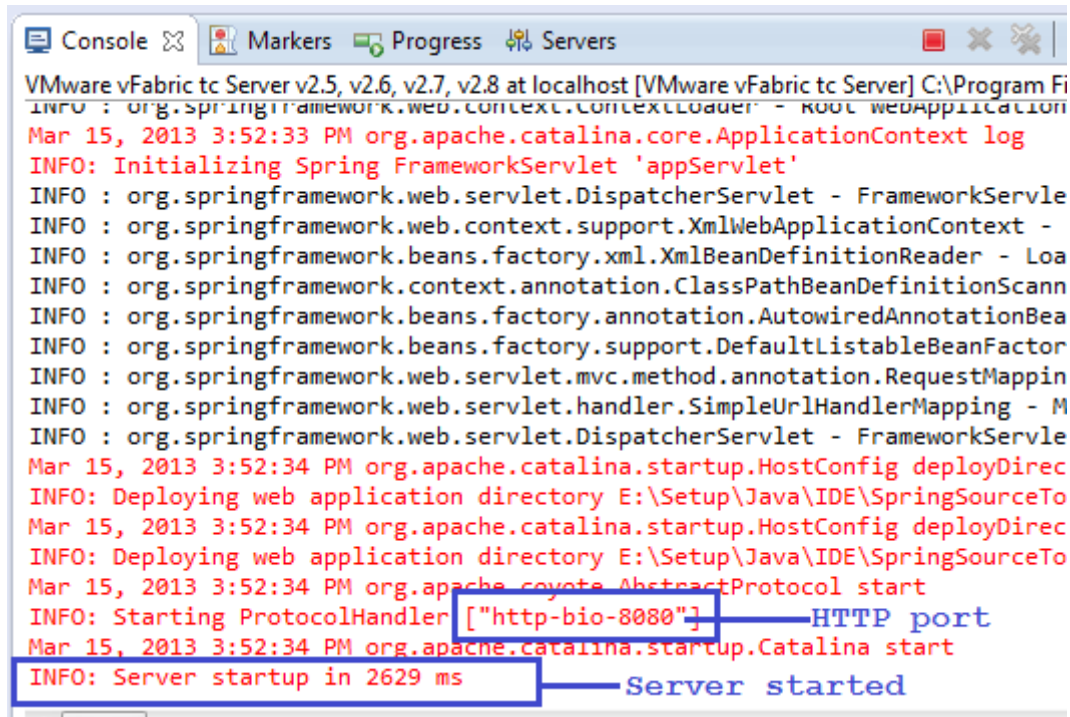 Console Markers Progress Servers
VMware vFabric tc Server v2.5, v2.6, v2.7, v2.8 at localhost [VMware vFabric tc Server] C:\Program Fi
INFO : org.springframework.web.context.ContextLoader - Root WebApplication
Mar 15, 2013 3:52:33 PM org.apache.catalina.core.ApplicationContext log
INFO: Initializing Spring FrameworkServlet 'appServlet'
INFO : org.springframework.web.servlet.DispatcherServlet - FrameworkServle
INFO : org.springframework.web.context.support.XmlWebApplicationContext -
INFO : org.springframework.beans.factory.xml.XmlBeanDefinitionReader - Loa
INFO : org.springframework.context.annotation.ClassPathBeanDefinitionScann
INFO : org.springframework.beans.factory.annotation.AutowiredAnnotationBea
INFO : org.springframework.beans.factory.support.DefaultListableBeanFactor
INFO : org.springframework.web.servlet.mvc.method.annotation.RequestMappin
INFO : org.springframework.web.servlet.handler.SimpleUrlHandlerMapping - M
INFO : org.springframework.web.servlet.DispatcherServlet - FrameworkServle
Mar 15, 2013 3:52:34 PM org.apache.catalina.startup.HostConfig deployDirec
INFO: Deploying web application directory E:\Setup\Java\IDE\SpringSourceTo
Mar 15, 2013 3:52:34 PM org.apache.catalina.startup.HostConfig deployDirec
INFO: Deploying web application directory E:\Setup\Java\IDE\SpringSourceTo
Mar 15, 2013 3:52:34 PM org.apache.coyote.AbstractProtocol start
INFO: Starting ProtocolHandler ["http-bio-8080"] HTTP port
Mar 15, 2013 3:52:34 PM org.apache.catalina.startup.Catalina start
INFO: Server startup in 2629 ms Server started